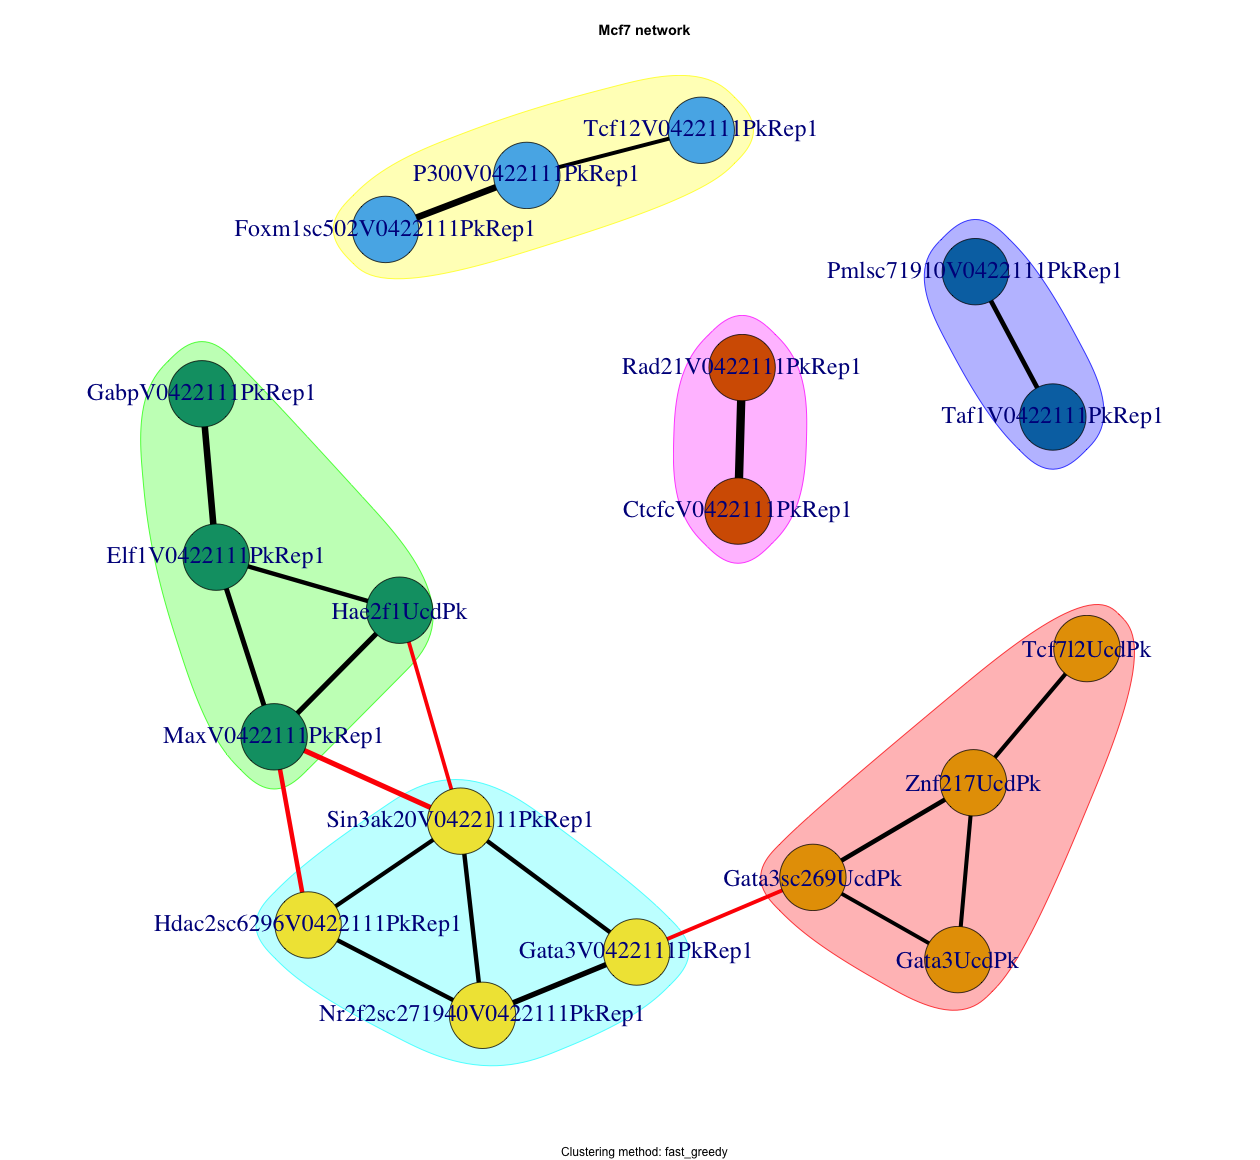 Mcf7 network
Tcf12V0422111PkRep1
P300V0422111PkRep1
Foxm1sc502V0422111PkRep1
Pmlsc71910V0422111PkRep1
Rad21V0422111PkRep1
GabpV0422111PkRep1
Taf1V0422111PkRep1
CtcfcV0422111PkRep1
Elf1V0422111PkRep1
Hae2f1UcdPk
Tcf7l2UcdPk
MaxV0422111PkRep1
Znf217UcdPk
Sin3ak20V0422111PkRep1
Gata3sc269UcdPk
Hdac2sc6296V0422111PkRep1
Gata3V0422111PkRep1
Gata3UcdPk
Nr2f2sc271940V0422111PkRep1
Clustering method: fast_greedy